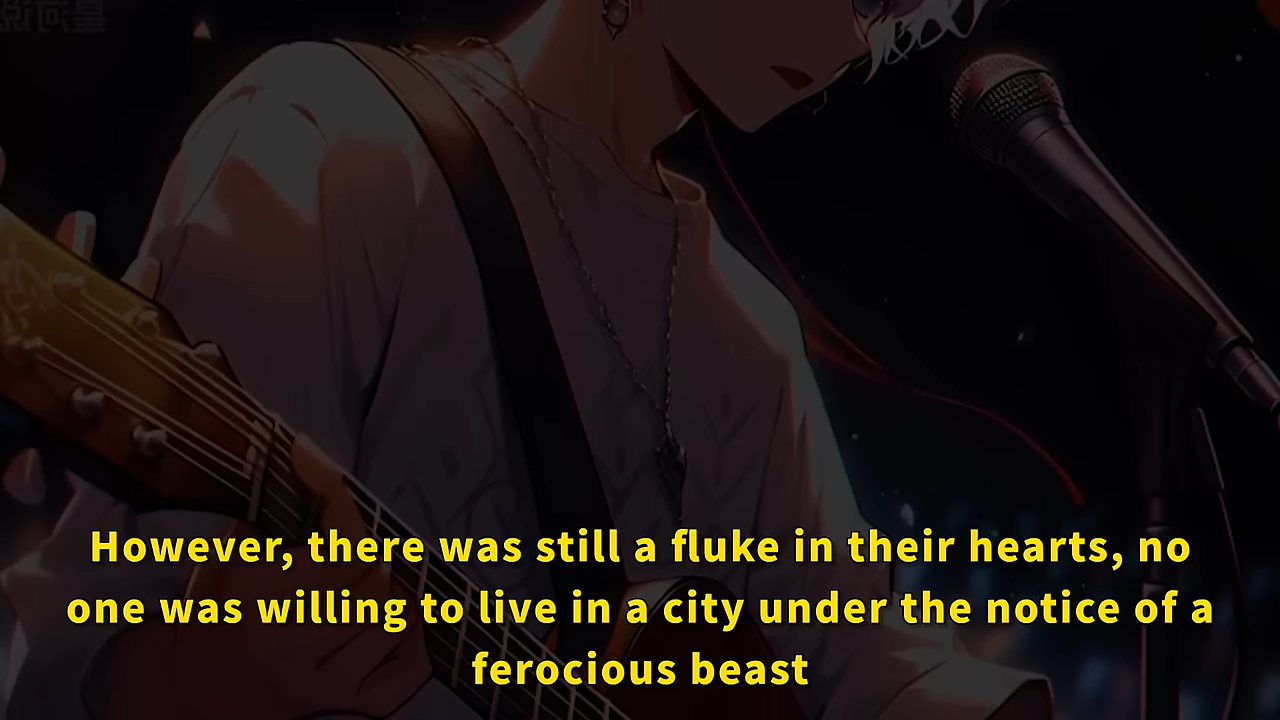 However, there was still a fluke in their hearts, no
one was willing to live in a city under the notice of a
ferocious beast